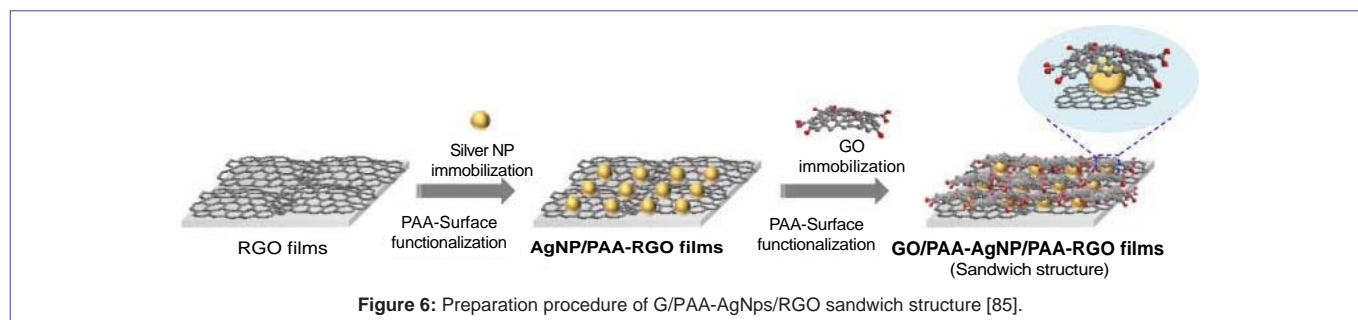 Silver NP
immobilization
PAA-Surface
functionalization
GO
immobilization
PAA-Surface
functionalization
RGO films
AgNP/PAA-RGO films
GO/PAA-AgNP/PAA-RGO films
(Sandwich structure)
Figure 6: Preparation procedure of G/PAA-AgNps/RGO sandwich structure [85].